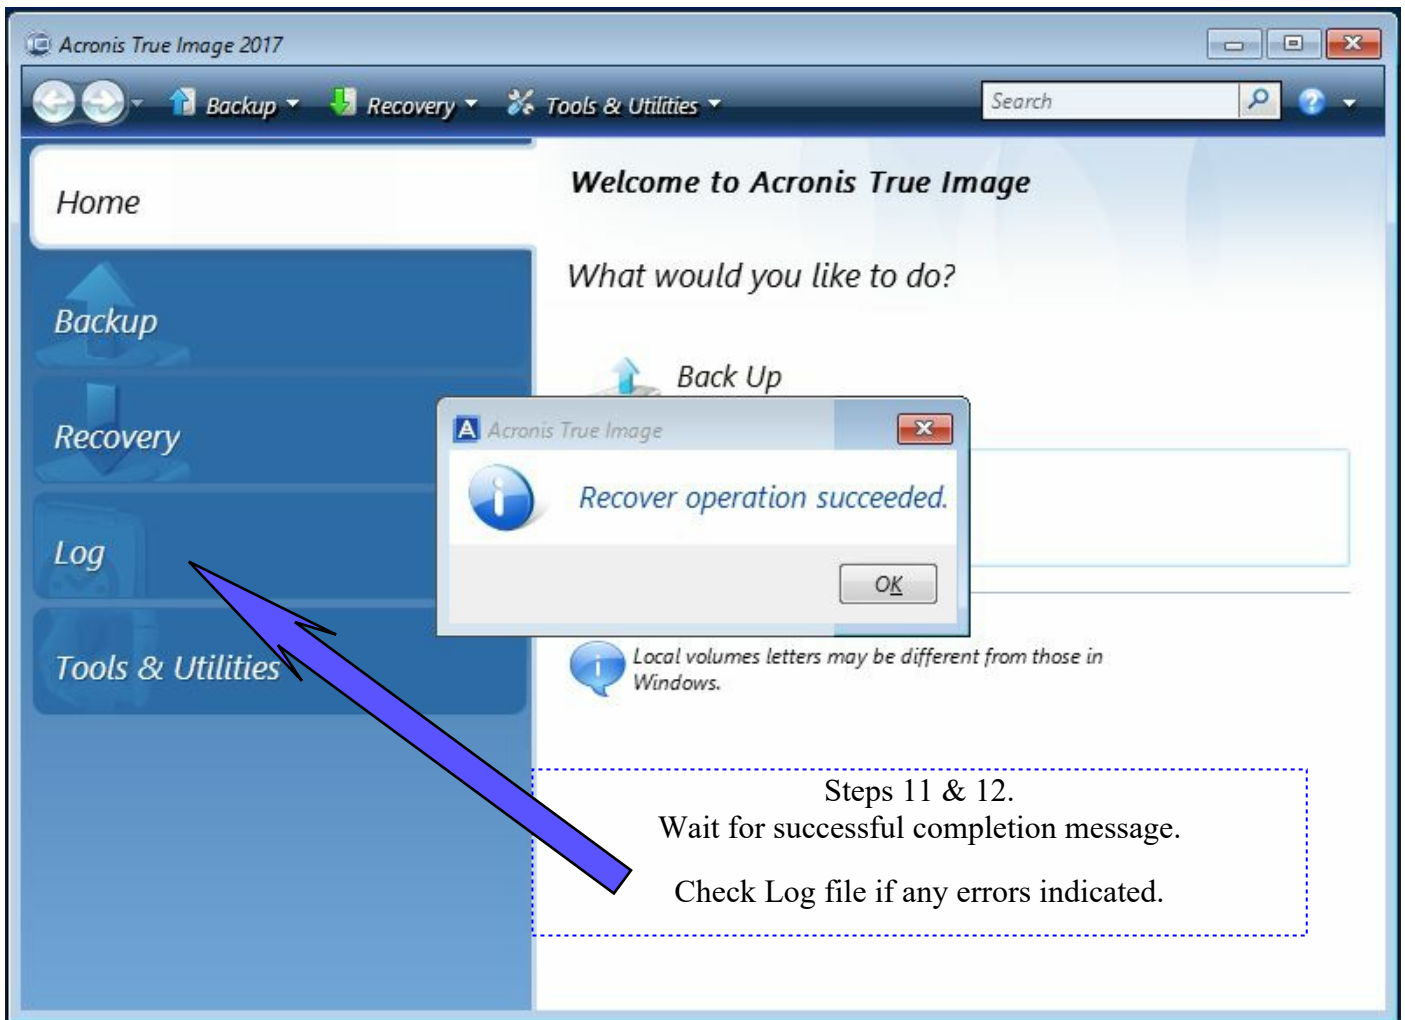 Acronis True Image 2017
Backup
Recovery
Tools & Utilities
Search
Home
Backup
Recovery
Log
Tools & Utilities
Welcome to Acronis True Image
What would you like to do?
Back Up
Acronis True Image
Recover operation succeeded.
OK
Local volumes letters may be different from those in
Windows.
Steps 11 & 12.
Wait for successful completion message.
Check Log file if any errors indicated.